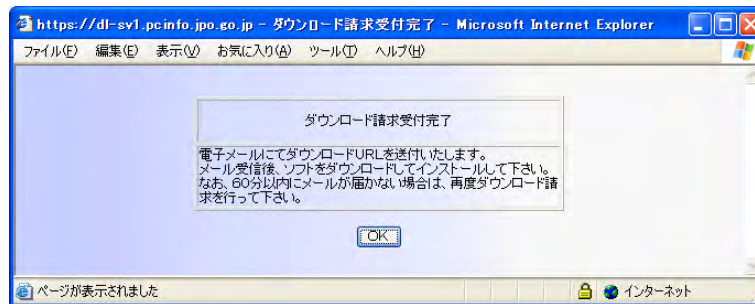 https://dl-sv1.pcinfo.jpo.go.jp - ダウンロード請求受付完了 - Microsoft Internet Explorer
ファイル(F) 編集(E) 表示(V) お気に入り(A) ツール(T) ヘルプ(H)
ダウンロード請求受付完了
電子メールにてダウンロードURLを送付いたします。
メール受信後、ソフトをダウンロードしてインストールして下さい。
なお、60分以内にメールが届かない場合は、再度ダウンロード請
求を行って下さい。
OK
ページが表示されました インターネット